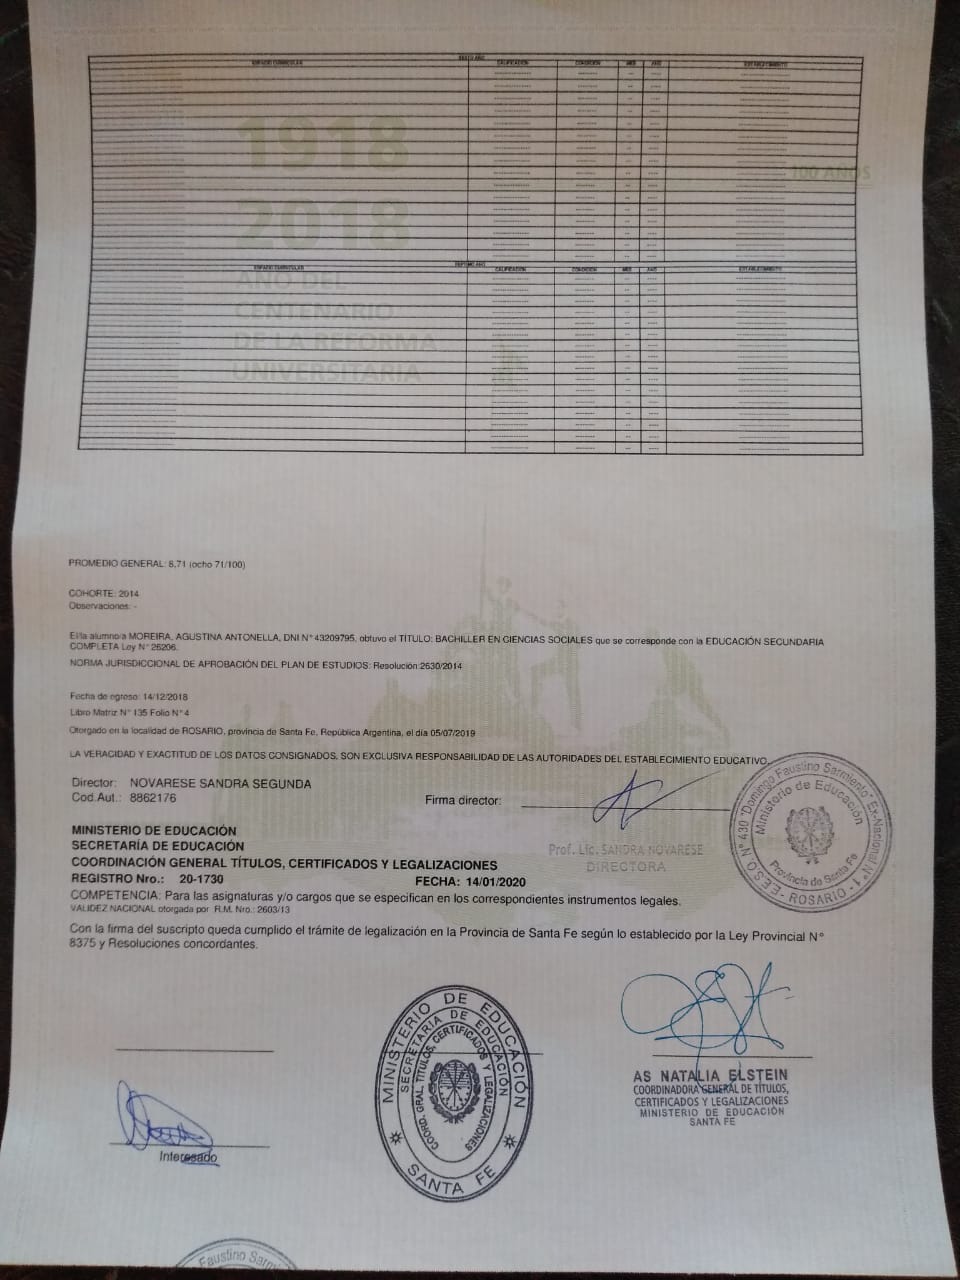 SEXTO AÑO
ESPACIO CURRICULAR CALIFICACIÓN CONDICIÓN MES AÑO ESTABLECIMIENTO
1918
100 AÑOS
2018
SEPTIMO AÑO
ESPACIO CURRICULAR CALIFICACIÓN CONDICIÓN MES AÑO ESTABLECIMIENTO
AÑO DEL
CENTENARIO
DE LA REFORMA
UNIVERSITARIA
PROMEDIO GENERAL: 8,71 (ocho 71/100)
COHORTE: 2014
Observaciones: -
El/la alumno/a MOREIRA, AGUSTINA ANTONELLA, DNI N° 43209795, obtuvo el TÍTULO: BACHILLER EN CIENCIAS SOCIALES que se corresponde con la EDUCACIÓN SECUNDARIA
COMPLETA Ley N° 26206.
NORMA JURISDICCIONAL DE APROBACIÓN DEL PLAN DE ESTUDIOS: Resolución:2630/2014
Fecha de egreso: 14/12/2018
Libro Matriz N° 135 Folio N° 4
Otorgado en la localidad de ROSARIO, provincia de Santa Fe, República Argentina, el día 05/07/2019
LA VERACIDAD Y EXACTITUD DE LOS DATOS CONSIGNADOS, SON EXCLUSIVA RESPONSABILIDAD DE LAS AUTORIDADES DEL ESTABLECIMIENTO EDUCATIVO.
Director: NOVARESE SANDRA SEGUNDA
Cod.Aut.: 8862176
Firma director:
Prof. Lic. SANDRA NOVARESE
DIRECTORA
E.E.S.O. N° 430 "Domingo Faustino Sarmiento" Ex-Nacional N° 1 - ROSARIO -
Ministerio de Educación
Provincia de Santa Fe
MINISTERIO DE EDUCACIÓN
SECRETARÍA DE EDUCACIÓN
COORDINACIÓN GENERAL TÍTULOS, CERTIFICADOS Y LEGALIZACIONES
REGISTRO Nro.: 20-1730 FECHA: 14/01/2020
COMPETENCIA: Para las asignaturas y/o cargos que se especifican en los correspondientes instrumentos legales.
VALIDEZ NACIONAL otorgada por R.M. Nro.: 2603/13
Con la firma del suscripto queda cumplido el trámite de legalización en la Provincia de Santa Fe según lo establecido por la Ley Provincial N°
8375 y Resoluciones concordantes.
MINISTERIO DE EDUCACIÓN
SECRETARÍA DE EDUCACIÓN
COORD. GRAL. TÍTULOS, CERTIFICADOS Y LEGALIZACIONES
SANTA FE
AS NATALIA ELSTEIN
COORDINADORA GENERAL DE TÍTULOS,
CERTIFICADOS Y LEGALIZACIONES
MINISTERIO DE EDUCACIÓN
SANTA FE
Interesado
Faustino